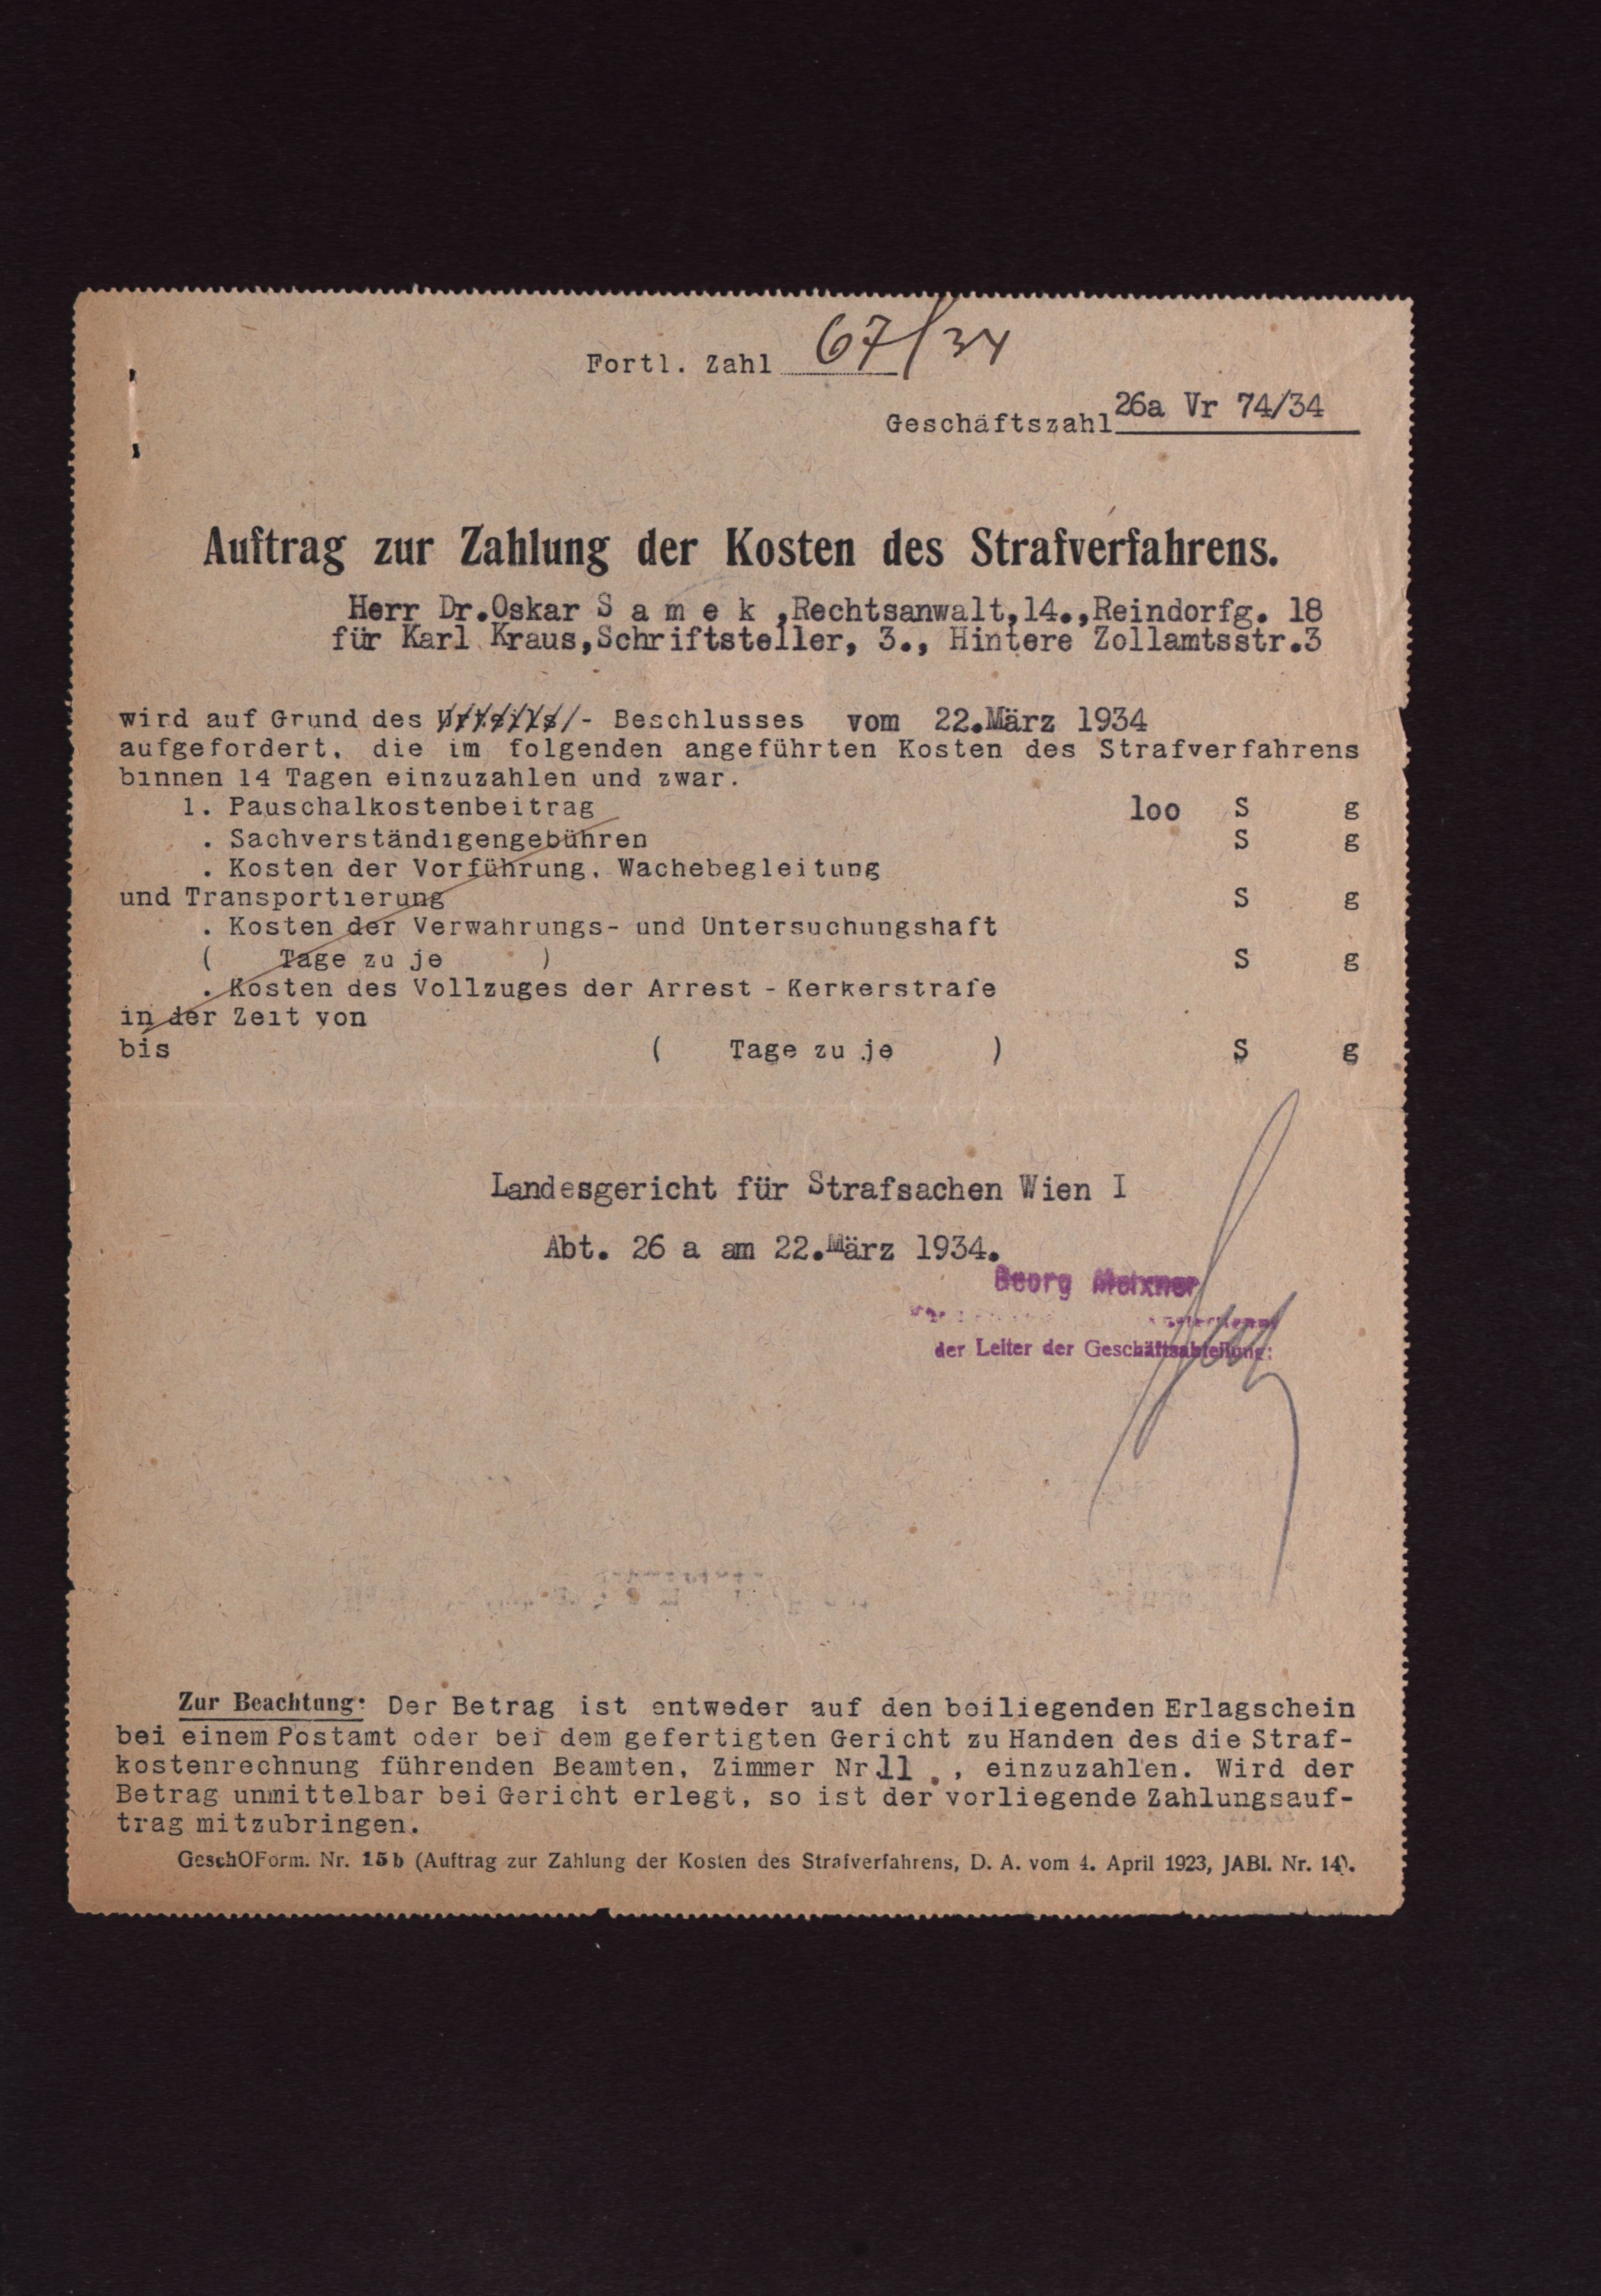 Fortl. Zahl 67/34
Geschäftszahl 26a Vr 74/34
Auftrag zur Zahlung der Kosten des Strafverfahrens.
Herr Dr.Oskar S a m e k ,Rechtsanwalt,14.,Reindorfg. 18
für Karl Kraus,Schriftsteller, 3., Hintere Zollamtsstr.3
wird auf Grund des Urteils/- Beschlusses vom 22.März 1934
aufgefordert, die im folgenden angeführten Kosten des Strafverfahrens
binnen 14 Tagen einzuzahlen und zwar.
1. Pauschalkostenbeitrag loo S g
. Sachverständigengebühren S g
. Kosten der Vorführung, Wachebegleitung
und Transportierung S g
. Kosten der Verwahrungs- und Untersuchungshaft
( Tage zu je ) S g
. Kosten des Vollzuges der Arrest - Kerkerstrafe
in der Zeit von
bis ( Tage zu je ) S g
Landesgericht für Strafsachen Wien I
Abt. 26 a am 22.März 1934.
Georg Meixner
der Leiter der Geschäftsabteilung:
Zur Beachtung: Der Betrag ist entweder auf den beiliegenden Erlagschein
bei einem Postamt oder bei dem gefertigten Gericht zu Handen des die Straf-
kostenrechnung führenden Beamten, Zimmer Nr.11 ., einzuzahlen. Wird der
Betrag unmittelbar bei Gericht erlegt, so ist der vorliegende Zahlungsauf-
trag mitzubringen.
GeschOForm. Nr. 15b (Auftrag zur Zahlung der Kosten des Strafverfahrens, D. A. vom 4. April 1923, JABl. Nr. 14).